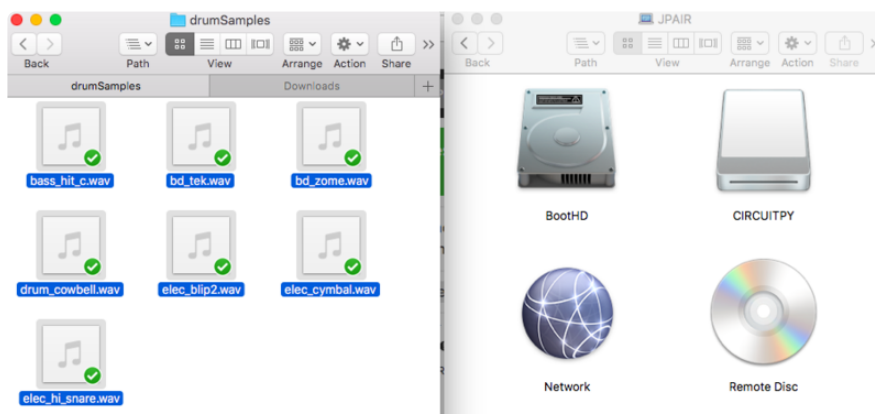 drumSamples
Back
Path
View
Arrange
Action
Share
drumSamples
Downloads
bass_hit_c.wav
bd_tek.wav
bd_zome.wav
drum_cowbell.wav
elec_blip2.wav
elec_cymbal.wav
elec_hi_snare.wav
JPAIR
Back
Path
View
Arrange
Action
Share
BootHD
CIRCUITPY
Network
Remote Disc